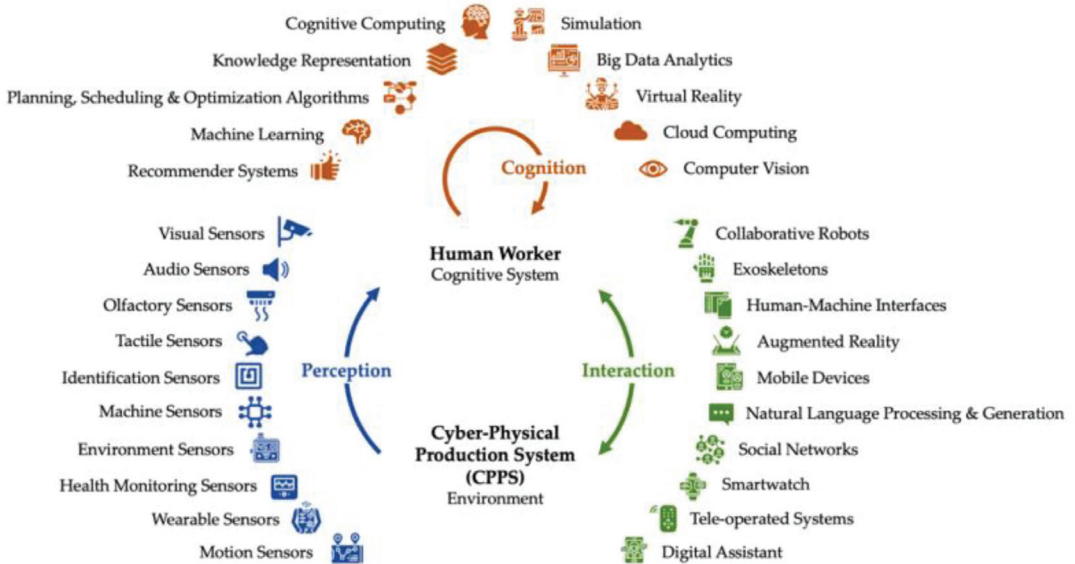 Cognitive Computing
Simulation
Knowledge Representation
Big Data Analytics
Planning, Scheduling & Optimization Algorithms
Virtual Reality
Machine Learning
Cloud Computing
Recommender Systems
Cognition
Computer Vision
Visual Sensors
Collaborative Robots
Human Worker
Cognitive System
Audio Sensors
Exoskeletons
Olfactory Sensors
Human-Machine Interfaces
Tactile Sensors
Augmented Reality
Identification Sensors
Perception
Interaction
Mobile Devices
Machine Sensors
Natural Language Processing & Generation
Cyber-Physical
Production System
(CPPS)
Environment
Environment Sensors
Social Networks
Health Monitoring Sensors
Smartwatch
Wearable Sensors
Tele-operated Systems
Motion Sensors
Digital Assistant